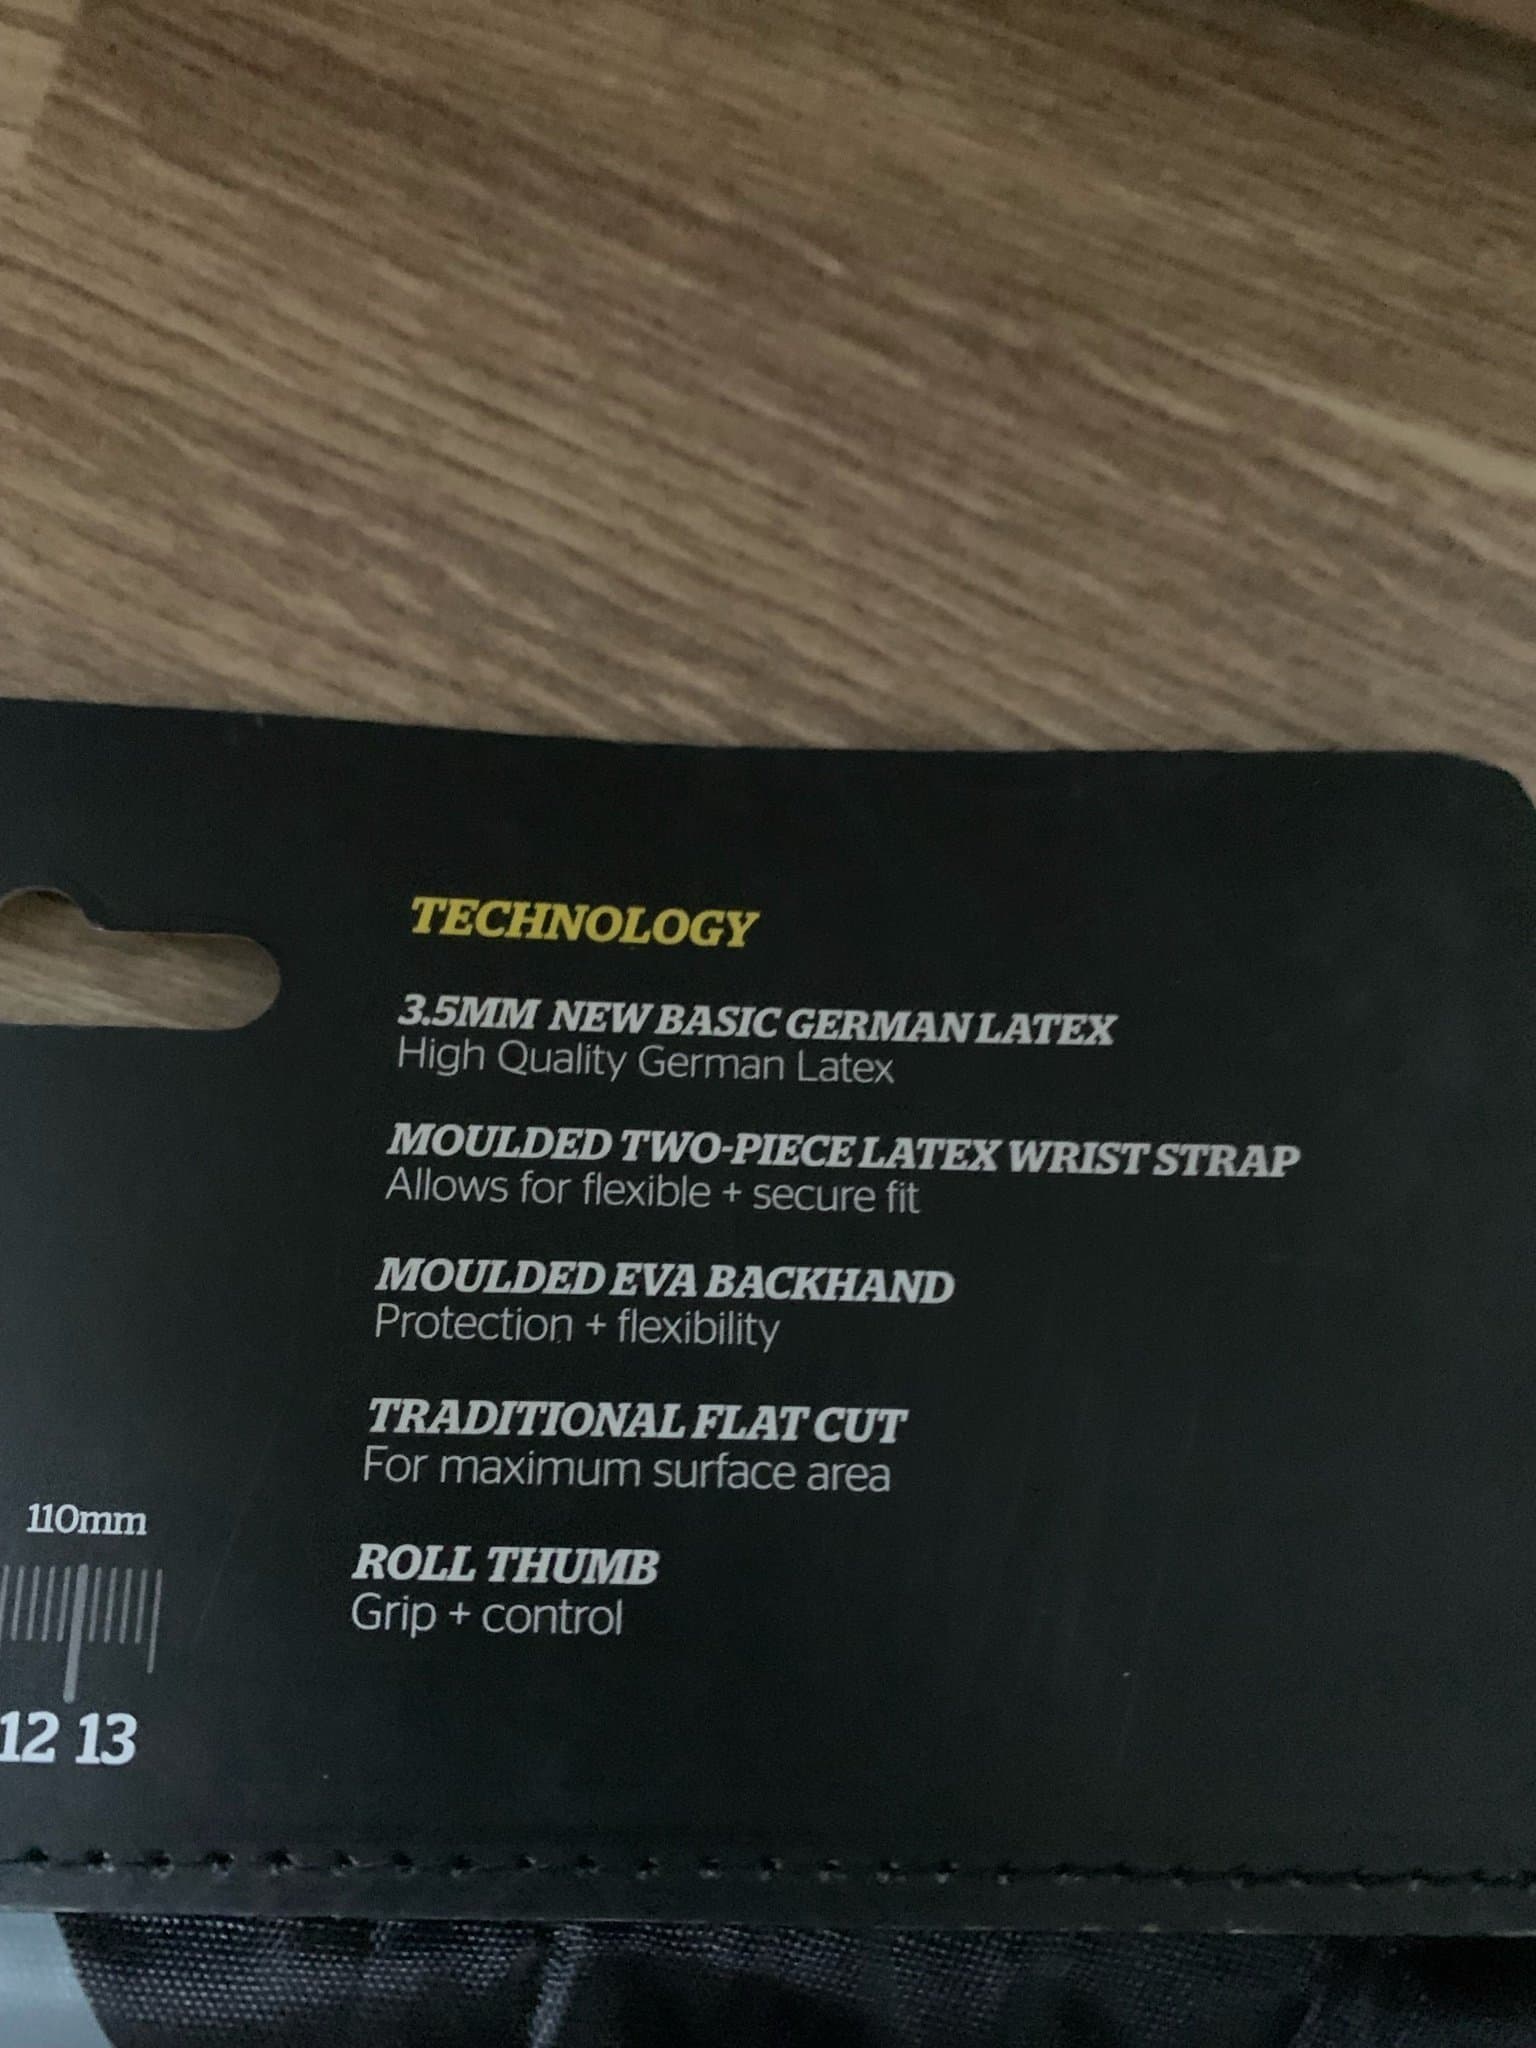 TECHNOLOGY
3.5MM NEW BASIC GERMAN LATEX
High Quality German Latex
MOULDED TWO-PIECE LATEX WRIST STRAP
Allows for flexible + secure fit
MOULDED EVA BACKHAND
Protection + flexibility
TRADITIONAL FLAT CUT
For maximum surface area
ROLL THUMB
Grip + control
110mm
12 13